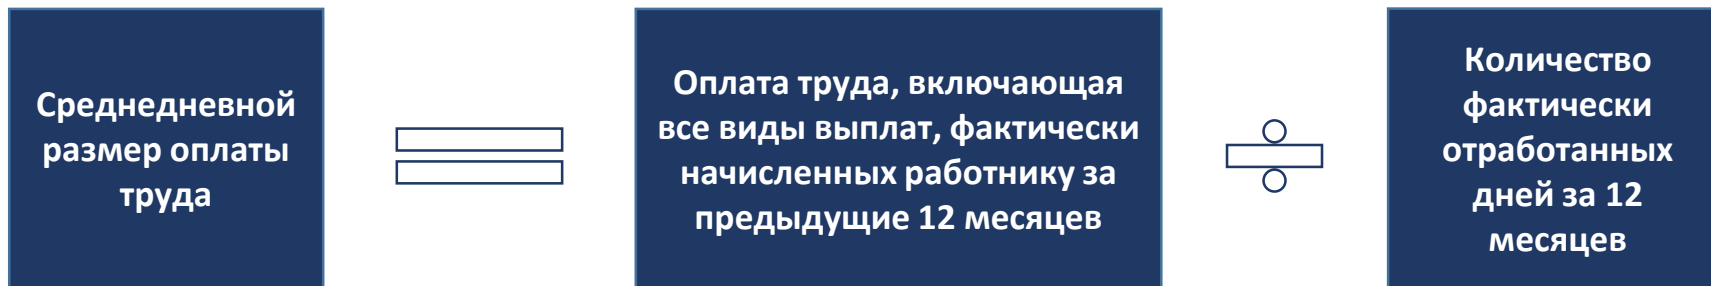 Среднедневной
размер оплаты
труда
Оплата труда, включающая
все виды выплат, фактически
начисленных работнику за
предыдущие 12 месяцев
Количество
фактически
отработанных
дней за 12
месяцев